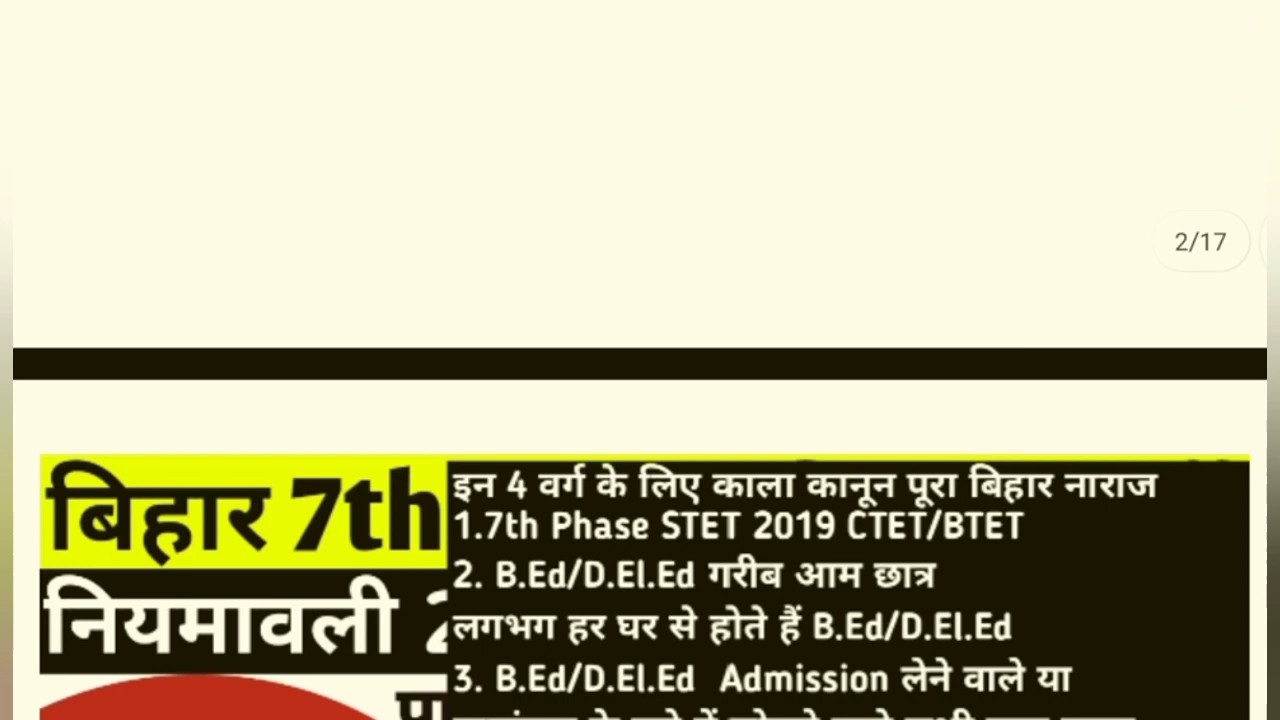 2/17
बिहार 7th
नियमावली
इन 4 वर्ग के लिए काला कानून पूरा बिहार नाराज
1.7th Phase STET 2019 CTET/BTET
2. B.Ed/D.El.Ed गरीब आम छात्र
लगभग हर घर से होते हैं B.Ed/D.El.Ed
3. B.Ed/D.El.Ed Admission लेने वाले या